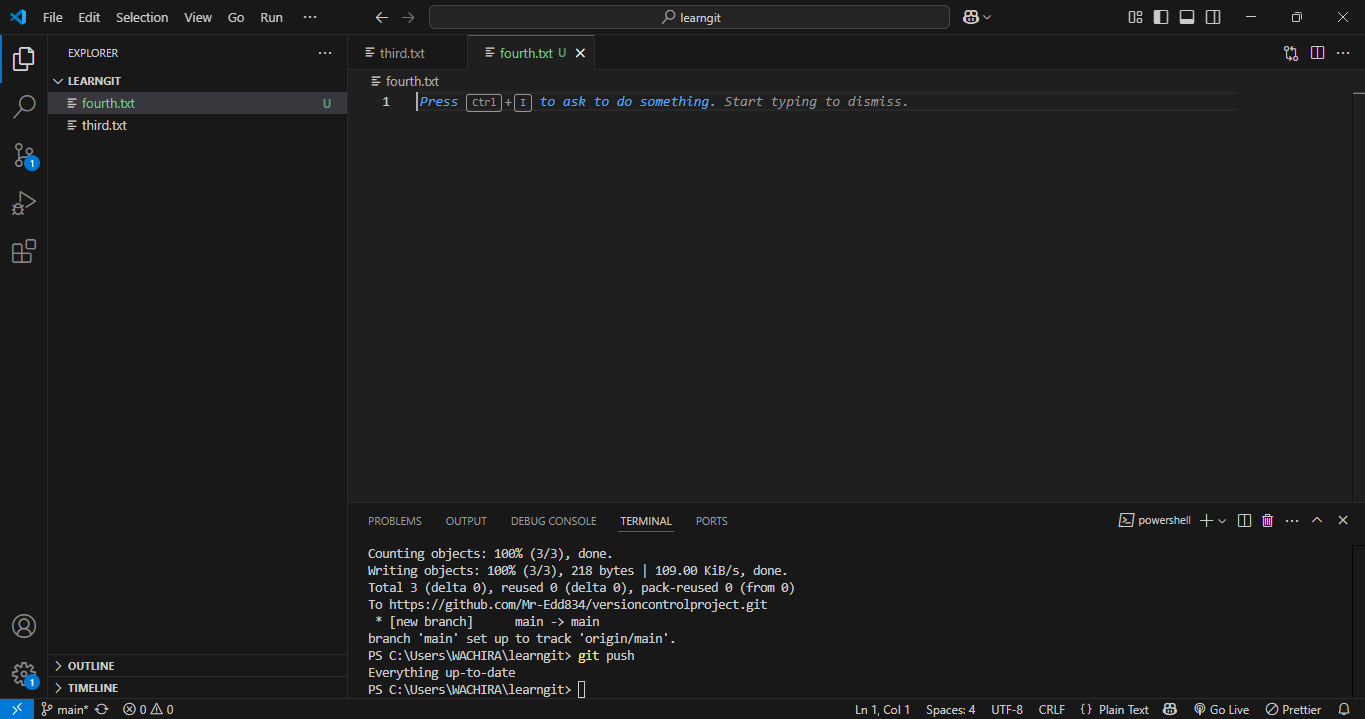 File Edit Selection View Go Run ···
learngit
EXPLORER ···
LEARNGIT
fourth.txt U
third.txt
third.txt
fourth.txt U
fourth.txt
1 Press Ctrl + I to ask to do something. Start typing to dismiss.
1
PROBLEMS OUTPUT DEBUG CONSOLE TERMINAL PORTS
powershell
Counting objects: 100% (3/3), done.
Writing objects: 100% (3/3), 218 bytes | 109.00 KiB/s, done.
Total 3 (delta 0), reused 0 (delta 0), pack-reused 0 (from 0)
To https://github.com/Mr-Edd834/versioncontrolproject.git
 * [new branch]      main -> main
branch 'main' set up to track 'origin/main'.
PS C:\Users\WACHIRA\learngit> git push
Everything up-to-date
PS C:\Users\WACHIRA\learngit>
OUTLINE
TIMELINE
1
main* 0 0 Ln 1, Col 1 Spaces: 4 UTF-8 CRLF {} Plain Text Go Live Prettier